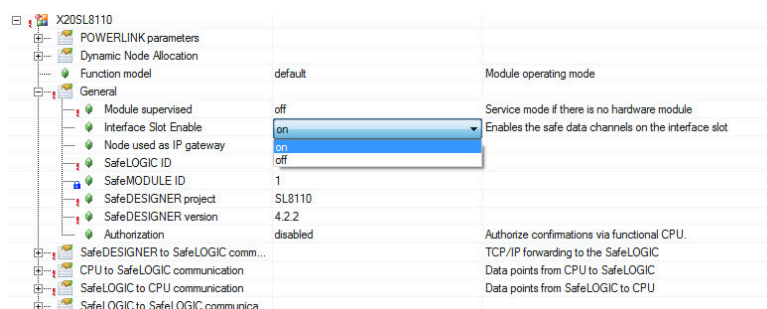 X20SL8110
POWERLINK parameters
Dynamic Node Allocation
Function model default Module operating mode
General
Module supervised off Service mode if there is no hardware module
Interface Slot Enable on Enables the safe data channels on the interface slot
Node used as IP gateway on
SafeLOGIC ID off
SafeMODULE ID 1
SafeDESIGNER project SL8110
SafeDESIGNER version 4.2.2
Authorization disabled Authorize confirmations via functional CPU.
SafeDESIGNER to SafeLOGIC comm... TCP/IP forwarding to the SafeLOGIC
CPU to SafeLOGIC communication Data points from CPU to SafeLOGIC
SafeLOGIC to CPU communication Data points from SafeLOGIC to CPU
SafeLOGIC to SafeLOGIC communica